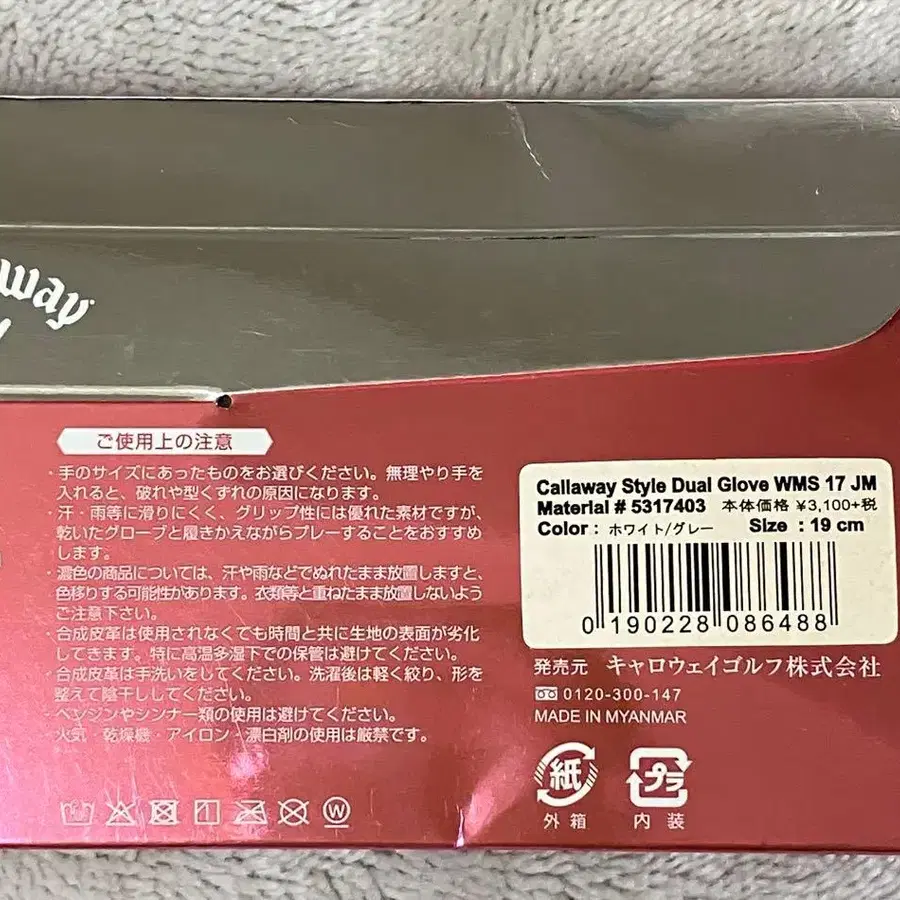 away
ご使用上の注意
・手のサイズにあったものをお選びください。無理やり手を
入れると、破れや型くずれの原因になります。
・汗・雨等に滑りにくく、グリップ性には優れた素材ですが、
乾いたグローブと履きかえながらプレーすることをおすすめ
します。
・濃色の商品については、汗や雨などでぬれたまま放置しますと、
色移りする可能性があります。衣類等と重ねたまま放置しないよう
ご注意下さい。
・合成皮革は使用されなくても時間と共に生地の表面が劣化
してきます。特に高温多湿下での保管は避けてください。
・合成皮革は手洗いをしてください。洗濯後は軽く絞り、形を
整えて陰干ししてください。
・ベンジンやシンナー類の使用は避けてください。
火気・乾燥機・アイロン・漂白剤の使用は厳禁です。
W
Callaway Style Dual Glove WMS 17 JM
Material # 5317403 本体価格 ¥3,100+税
Color : ホワイト/グレー Size : 19 cm
0 190228 086488
発売元 キャロウェイゴルフ株式会社
0120-300-147
MADE IN MYANMAR
紙 プラ
外箱 内装